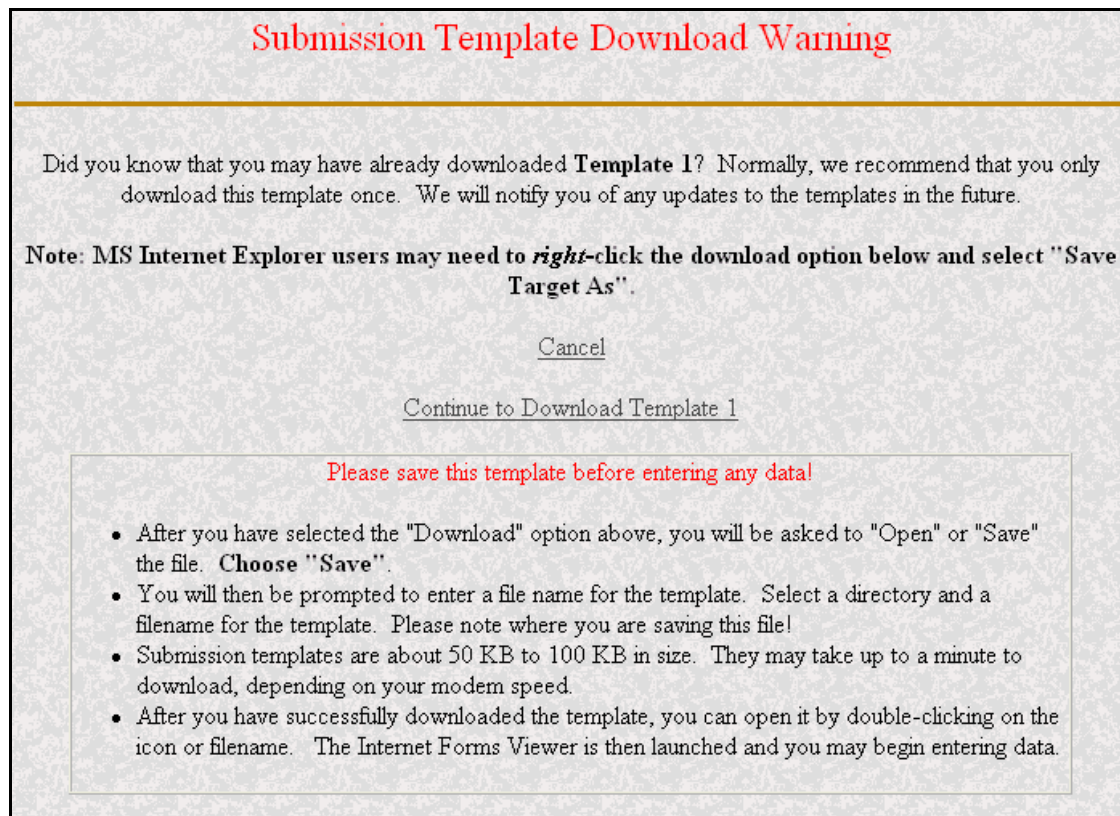 Submission Template Download Warning
Did you know that you may have already downloaded Template 1?  Normally, we recommend that you only
download this template once.  We will notify you of any updates to the templates in the future.
Note: MS Internet Explorer users may need to right-click the download option below and select "Save
Target As".
Cancel
Continue to Download Template 1
Please save this template before entering any data!
• After you have selected the "Download" option above, you will be asked to "Open" or "Save"
the file.  Choose "Save".
• You will then be prompted to enter a file name for the template.  Select a directory and a
filename for the template.  Please note where you are saving this file!
• Submission templates are about 50 KB to 100 KB in size.  They may take up to a minute to
download, depending on your modem speed.
• After you have successfully downloaded the template, you can open it by double-clicking on the
icon or filename.   The Internet Forms Viewer is then launched and you may begin entering data.